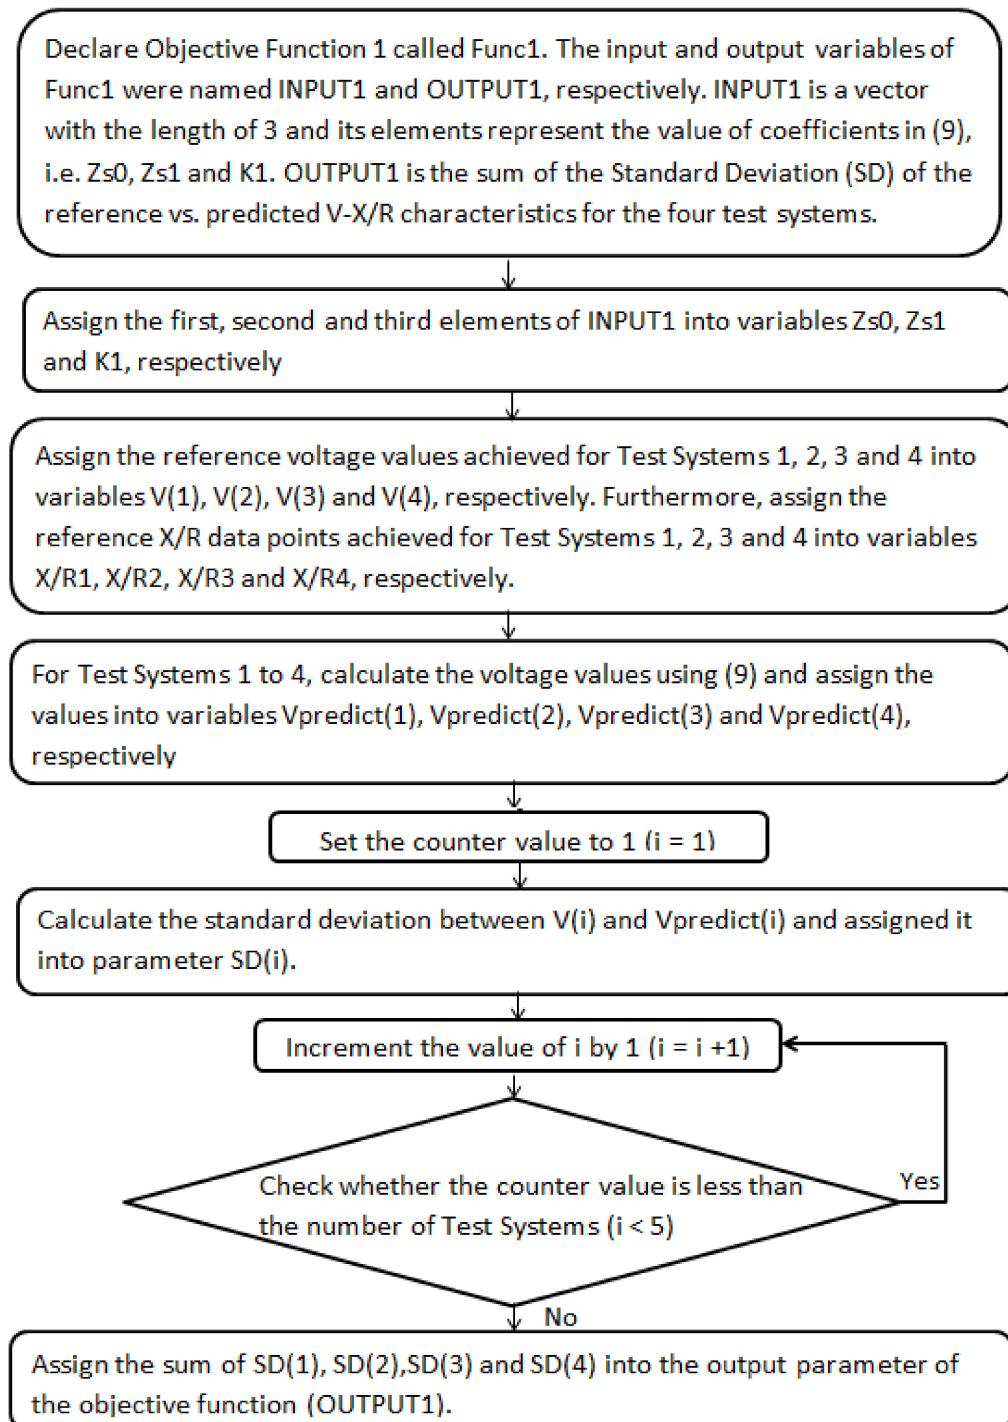 Declare Objective Function 1 called Func1. The input and output variables of
Func1 were named INPUT1 and OUTPUT1, respectively. INPUT1 is a vector
with the length of 3 and its elements represent the value of coefficients in (9),
i.e. Zs0, Zs1 and K1. OUTPUT1 is the sum of the Standard Deviation (SD) of the
reference vs. predicted V-X/R characteristics for the four test systems.
Assign the first, second and third elements of INPUT1 into variables Zs0, Zs1
and K1, respectively
Assign the reference voltage values achieved for Test Systems 1, 2, 3 and 4 into
variables V(1), V(2), V(3) and V(4), respectively. Furthermore, assign the
reference X/R data points achieved for Test Systems 1, 2, 3 and 4 into variables
X/R1, X/R2, X/R3 and X/R4, respectively.
For Test Systems 1 to 4, calculate the voltage values using (9) and assign the
values into variables Vpredict(1), Vpredict(2), Vpredict(3) and Vpredict(4),
respectively
Set the counter value to 1 (i = 1)
Calculate the standard deviation between V(i) and Vpredict(i) and assigned it
into parameter SD(i).
Increment the value of i by 1 (i = i +1)
Check whether the counter value is less than
the number of Test Systems (i < 5)
Yes
No
Assign the sum of SD(1), SD(2),SD(3) and SD(4) into the output parameter of
the objective function (OUTPUT1).